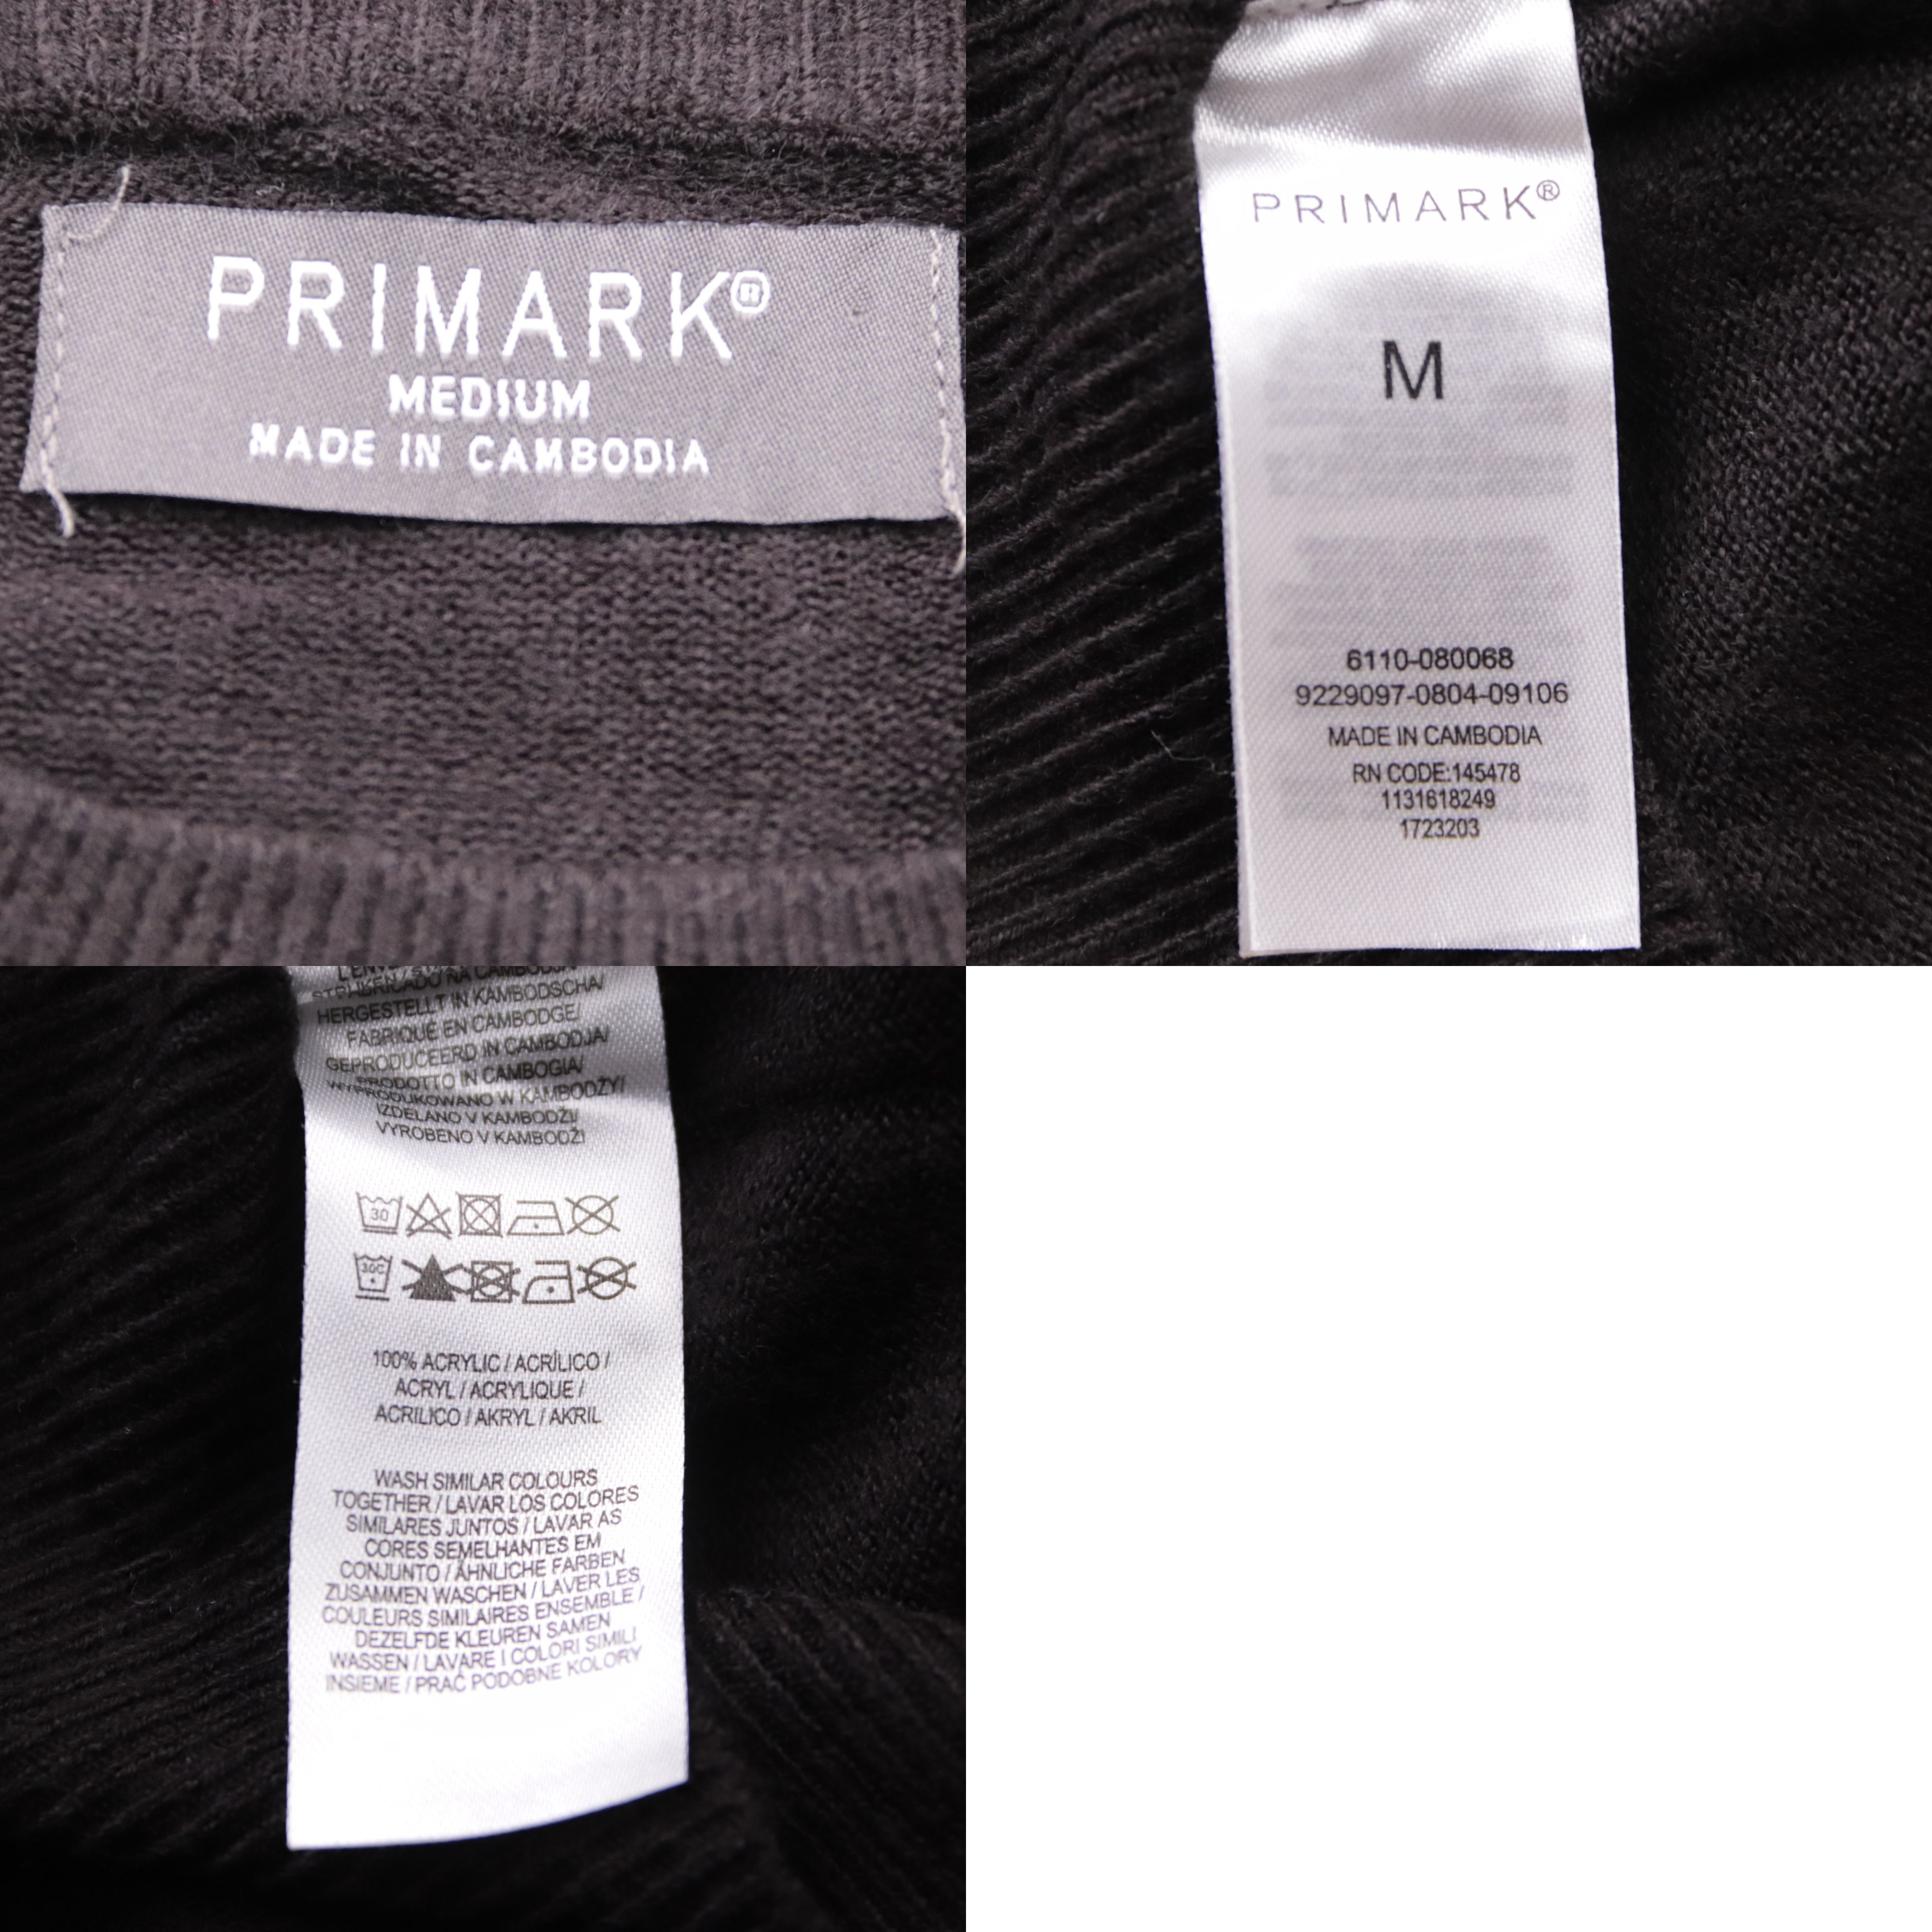 PRIMARK®
MEDIUM
MADE IN CAMBODIA
PRIMARK®
M
6110-080068
9229097-0804-09106
MADE IN CAMBODIA
RN CODE:145478
1131618249
1723203
HERGESTELLT IN KAMBODSCHA/
FABRIQUÉ EN CAMBODGE/
GEPRODUCEERD IN CAMBODJA/
PRODOTTO IN CAMBOGIA/
WYPRODUKOWANO W KAMBODŻY/
IZDELANO V KAMBODŽI/
VYROBENO V KAMBODŽI
30
30C
100% ACRYLIC / ACRÍLICO /
ACRYL / ACRYLIQUE /
ACRILICO / AKRYL / AKRIL
WASH SIMILAR COLOURS
TOGETHER / LAVAR LOS COLORES
SIMILARES JUNTOS / LAVAR AS
CORES SEMELHANTES EM
CONJUNTO / ÄHNLICHE FARBEN
ZUSAMMEN WASCHEN / LAVER LES
COULEURS SIMILAIRES ENSEMBLE /
DEZELFDE KLEUREN SAMEN
WASSEN / LAVARE I COLORI SIMILI
INSIEME / PRAĆ PODOBNE KOLORY